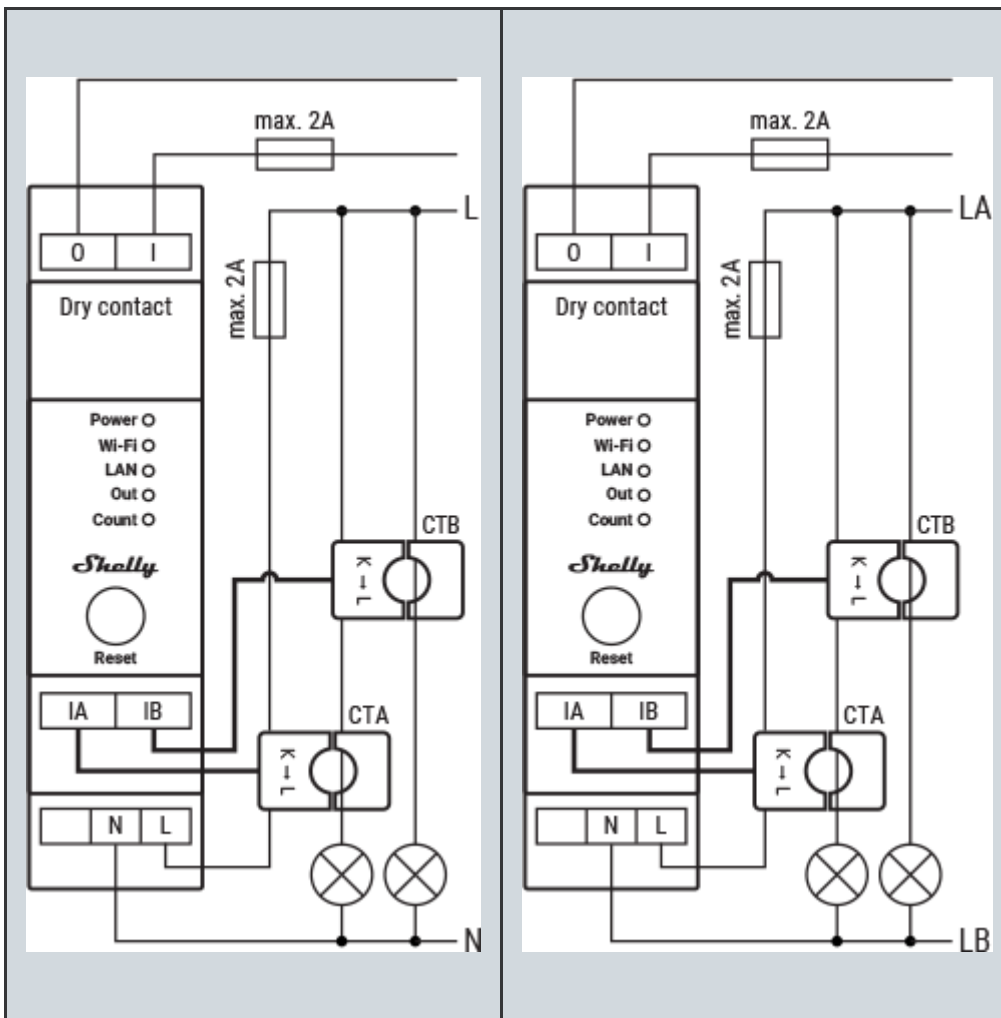 max. 2A
L
O I
max. 2A
Dry contact
Power
Wi-Fi
LAN
Out
Count
CTB
K → L
Shelly
Reset
IA IB
CTA
K → L
N L
N
max. 2A
LA
O I
max. 2A
Dry contact
Power
Wi-Fi
LAN
Out
Count
CTB
K → L
Shelly
Reset
IA IB
CTA
K → L
N L
LB